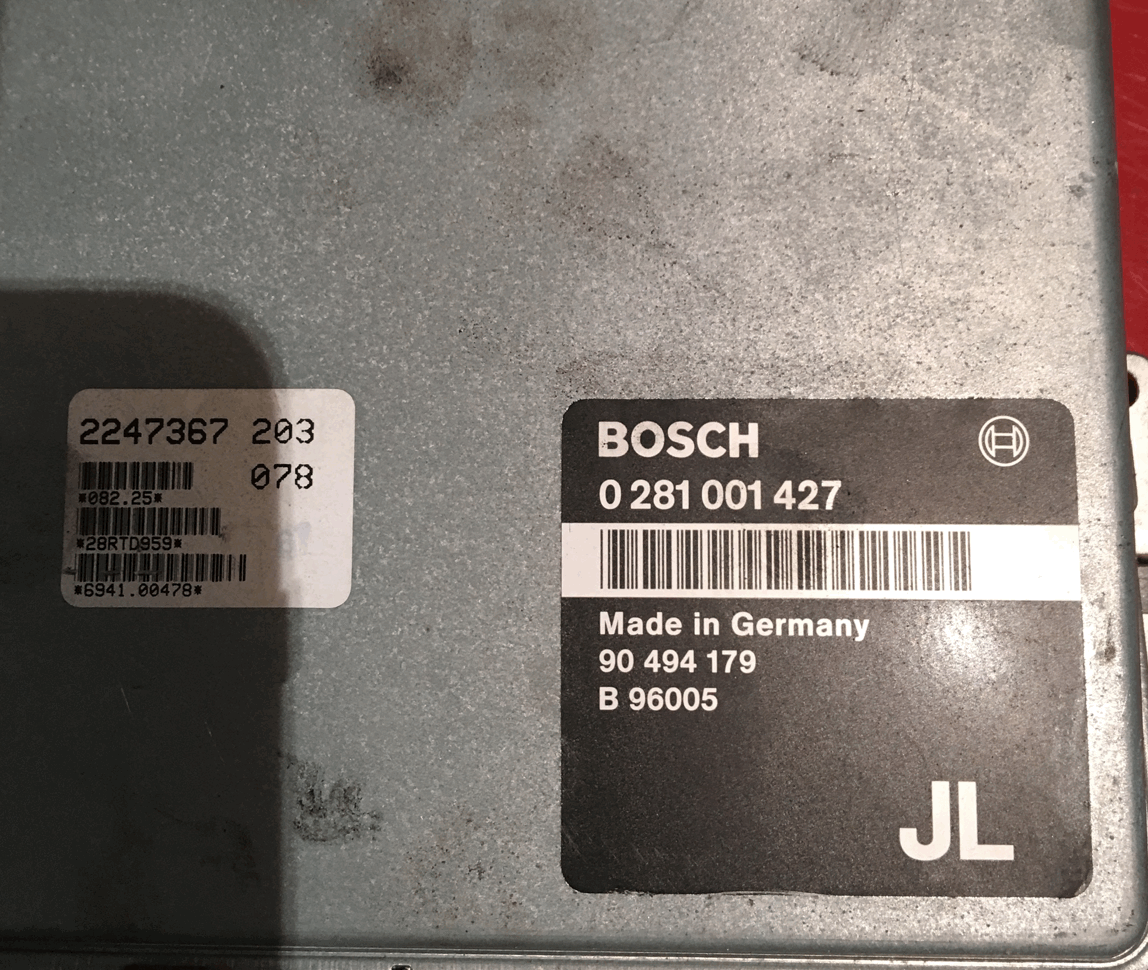 2247367 203
078
*082.25*
*28RTD959*
*6941.00478*
BOSCH
0 281 001 427
Made in Germany
90 494 179
B 96005
JL